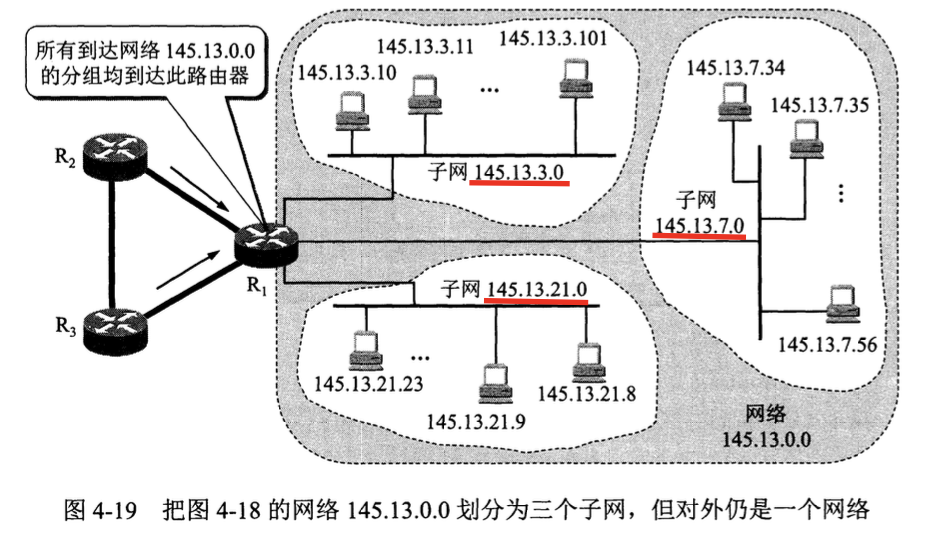 所有到达网络 145.13.0.0
的分组均到达此路由器
145.13.3.10
145.13.3.11
145.13.3.101
...
子网 145.13.3.0
145.13.7.34
145.13.7.35
...
子网
145.13.7.0
145.13.7.56
R2
R1
R3
子网 145.13.21.0
...
145.13.21.23
145.13.21.9
145.13.21.8
网络
145.13.0.0
图 4-19 把图 4-18 的网络 145.13.0.0 划分为三个子网，但对外仍是一个网络